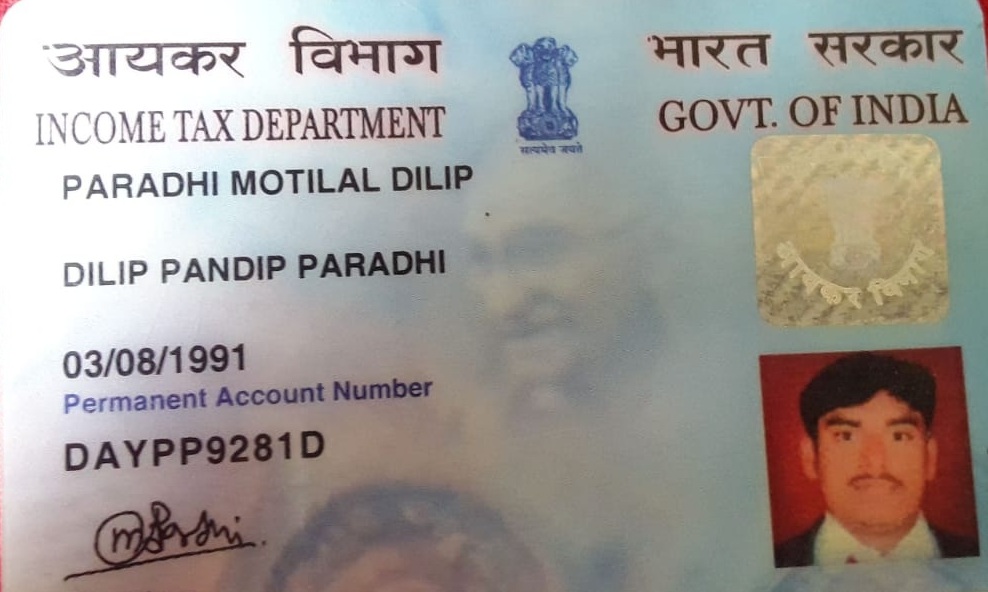 आयकर विभाग
INCOME TAX DEPARTMENT
भारत सरकार
GOVT. OF INDIA
सत्यमेव जयते
PARADHI MOTILAL DILIP
DILIP PANDIP PARADHI
03/08/1991
Permanent Account Number
DAYPP9281D
आयकर विभाग